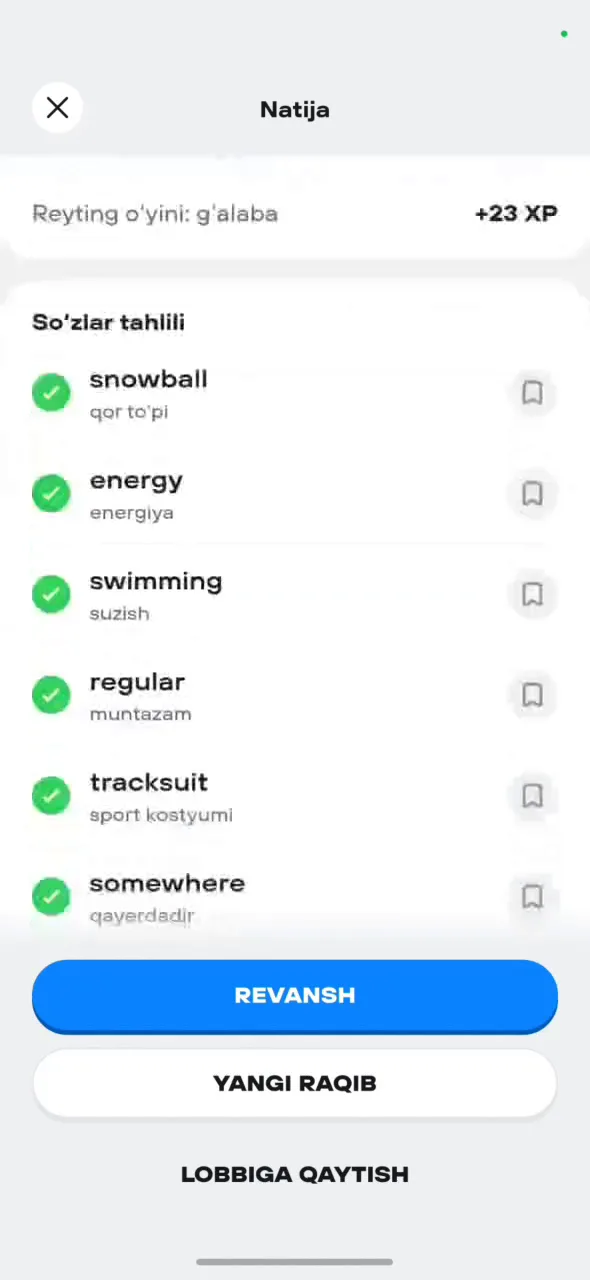 Natija
Reyting o'yini: g'alaba
+23 XP
So'zlar tahlili
snowball
qor to'pi
energy
energiya
swimming
suzish
regular
muntazam
tracksuit
sport kostyumi
somewhere
qayerdadir
REVANSH
YANGI RAQIB
LOBBIGA QAYTISH